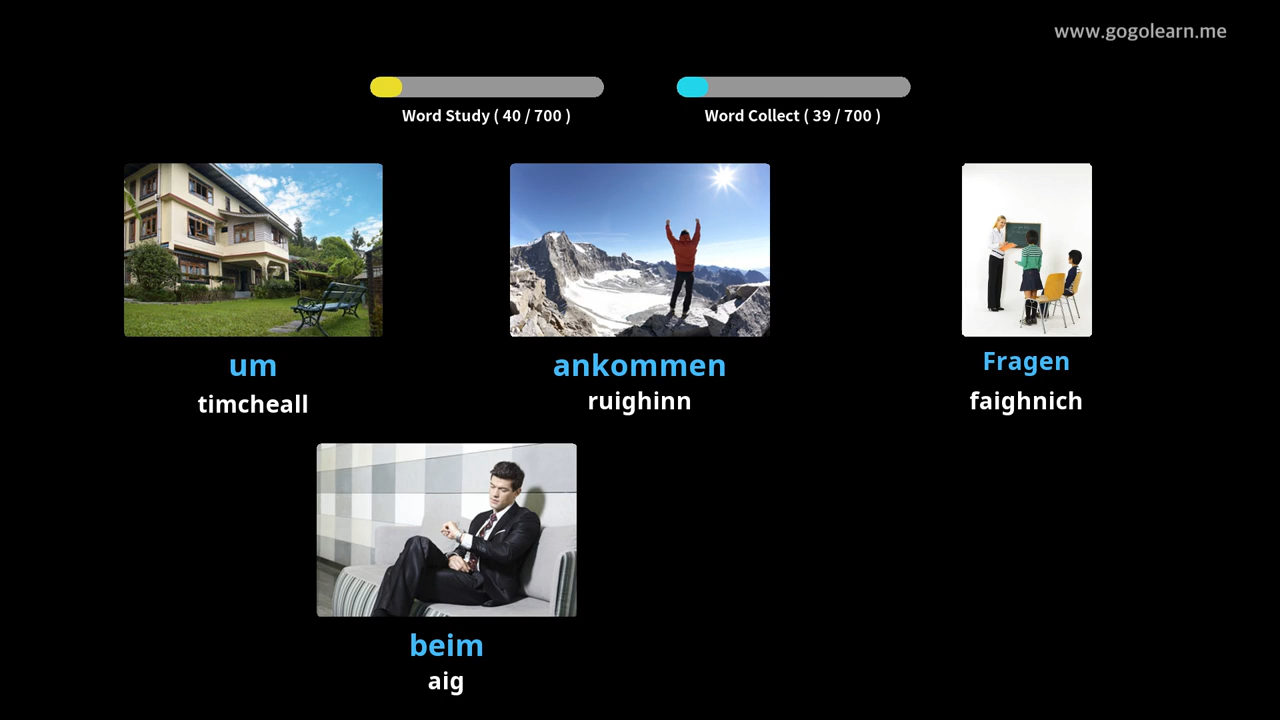 www.gogolearn.me
Word Study ( 40 / 700 )
Word Collect ( 39 / 700 )
um
timcheall
ankommen
ruighinn
Fragen
faighnich
beim
aig